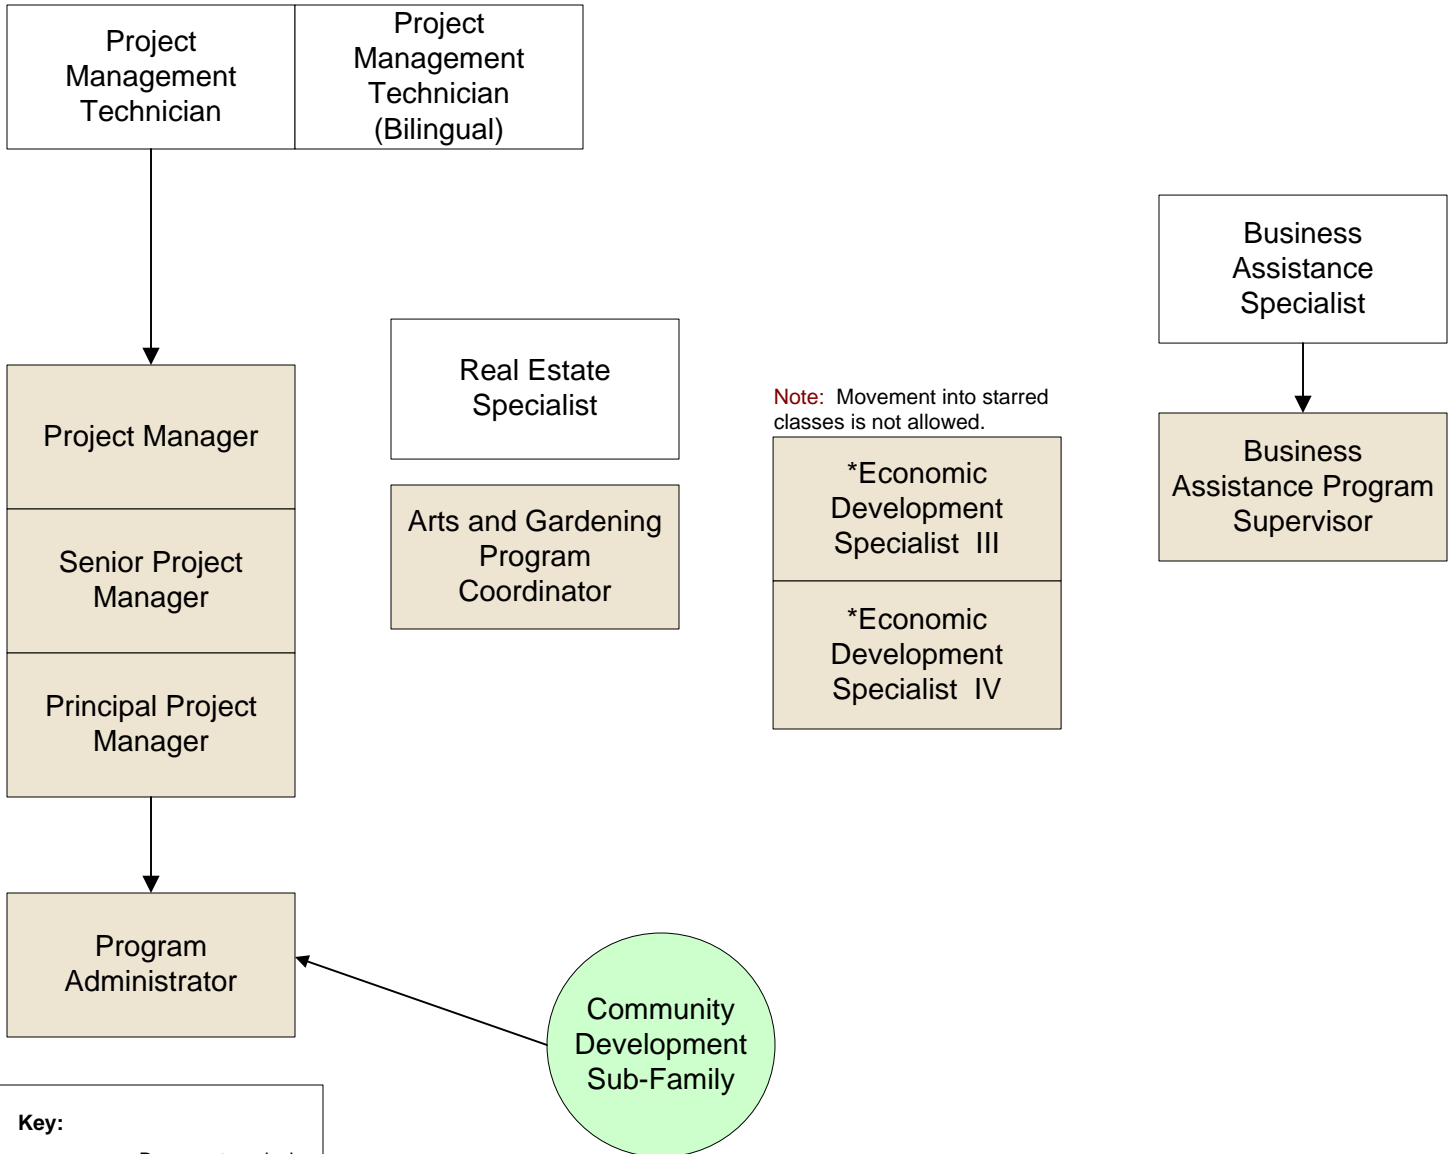 Project
Management
Technician
Project
Management
Technician
(Bilingual)
Business
Assistance
Specialist
Real Estate
Specialist
Note: Movement into starred
classes is not allowed.
Project Manager
Business
Assistance Program
Supervisor
*Economic
Development
Specialist III
Arts and Gardening
Program
Coordinator
Senior Project
Manager
*Economic
Development
Specialist IV
Principal Project
Manager
Program
Administrator
Community
Development
Sub-Family
Key: